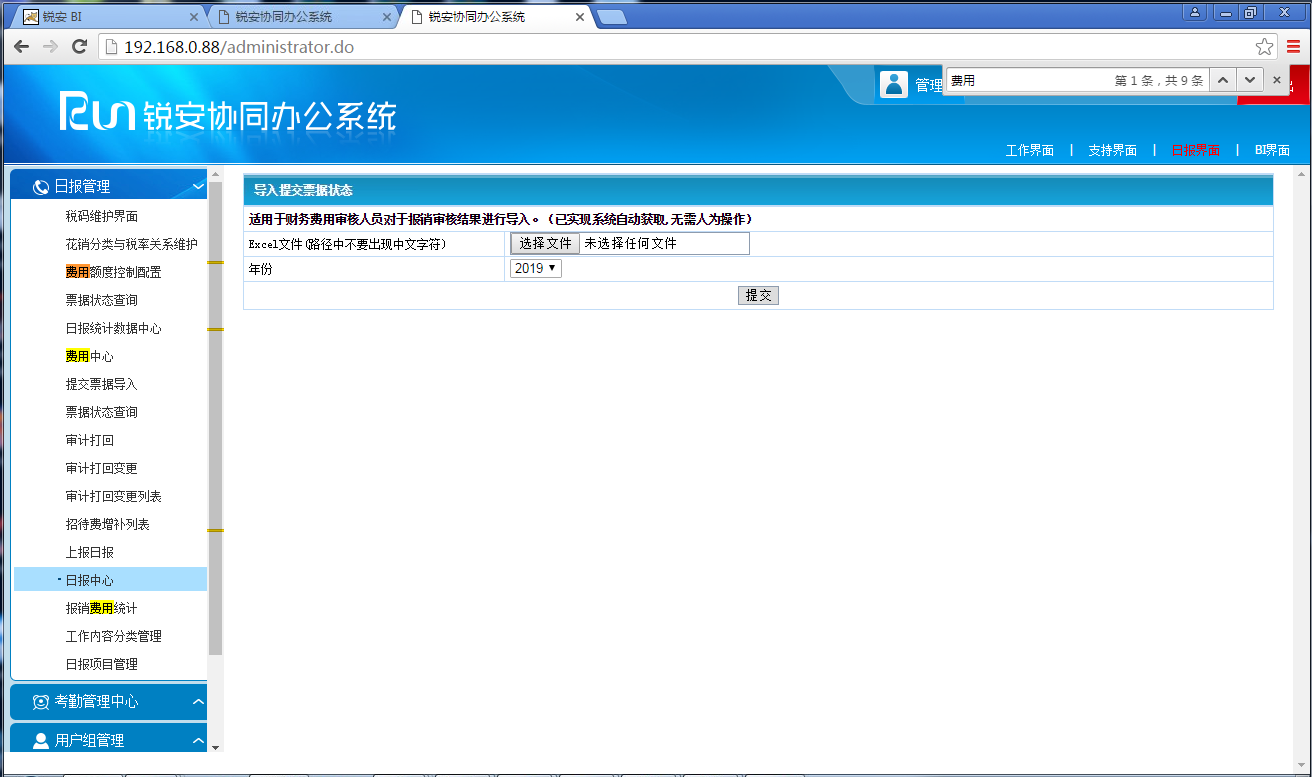 锐安 BI
锐安协同办公系统
锐安协同办公系统
192.168.0.88/administrator.do
管理
费用
第 1 条，共 9 条
Run 锐安协同办公系统
工作界面 | 支持界面 | 日报界面 | BI界面
日报管理
税码维护界面
花销分类与税率关系维护
费用额度控制配置
票据状态查询
日报统计数据中心
费用中心
提交票据导入
票据状态查询
审计打回
审计打回变更
审计打回变更列表
招待费增补列表
上报日报
日报中心
报销费用统计
工作内容分类管理
日报项目管理
考勤管理中心
用户组管理
导入提交票据状态
适用于财务费用审核人员对于报销审核结果进行导入。（已实现系统自动获取,无需人为操作）
Excel文件(路径中不要出现中文字符)
选择文件 未选择任何文件
年份
2019
提交